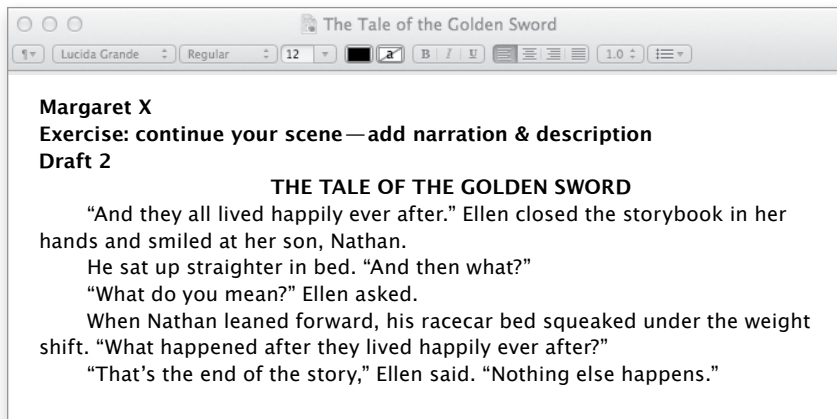 The Tale of the Golden Sword
¶ Lucida Grande Regular 12 a B I U 1.0
Margaret X
Exercise: continue your scene—add narration & description
Draft 2
THE TALE OF THE GOLDEN SWORD
“And they all lived happily ever after.” Ellen closed the storybook in her
hands and smiled at her son, Nathan.
He sat up straighter in bed. “And then what?”
“What do you mean?” Ellen asked.
When Nathan leaned forward, his racecar bed squeaked under the weight
shift. “What happened after they lived happily ever after?”
“That’s the end of the story,” Ellen said. “Nothing else happens.”